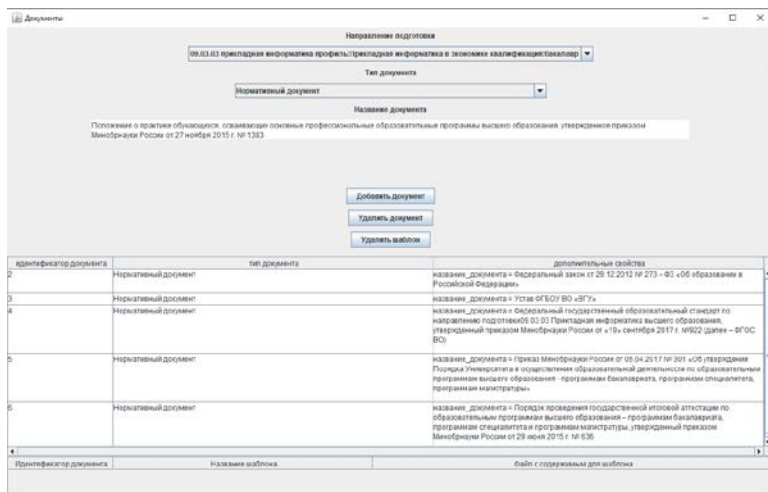 Документы
Направление подготовки
09.03.03 прикладная информатика профиль:Прикладная информатика в экономике квалификация:бакалавр
Тип документа
Нормативный документ
Название документа
Положение о практике обучающихся, осваивающих основные профессиональные образовательные программы высшего образования, утвержденное приказом
Минобрнауки России от 27 ноября 2015 г. № 1383
Добавить документ
Удалить документ
Удалить шаблон
идентификатор документа тип документа дополнительные свойства
2 Нормативный документ название_документа = Федеральный закон от 29.12.2012 № 273 – ФЗ «Об образовании в
Российской Федерации»
3 Нормативный документ название_документа = Устав ФГБОУ ВО «ВГУ»
4 Нормативный документ название_документа = Федеральный государственный образовательный стандарт по
направлению подготовки09.03.03 Прикладная информатика высшего образования,
утвержденный приказом Минобрнауки России от «19» сентября 2017 г. №922 (далее – ФГОС
ВО)
5 Нормативный документ название_документа = Приказ Минобрнауки России от 05.04.2017 № 301 «Об утверждения
Порядка Университета в осуществления образовательной деятельности по образовательным
программам высшего образования - программам бакалавриата, программам специалитета,
программам магистратуры»
6 Нормативный документ название_документа = Порядок проведения государственной итоговой аттестации по
образовательным программам высшего образования – программам бакалавриата,
программам специалитета и программам магистратуры, утвержденный приказом
Минобрнауки России от 29 июня 2015 г. № 636
Идентификатор документа Название шаблона Файл с содержимым для шаблона